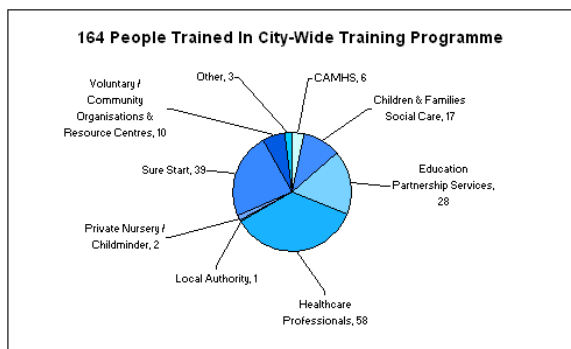 164 People Trained In City-Wide Training Programme
Other, 3
CAMHS, 6
Voluntary /
Community
Organisations &
Resource Centres, 10
Children & Families
Social Care, 17
Sure Start, 39
Education
Partnership Services,
28
Private Nursery /
Childminder, 2
Local Authority, 1
Healthcare
Professionals, 58